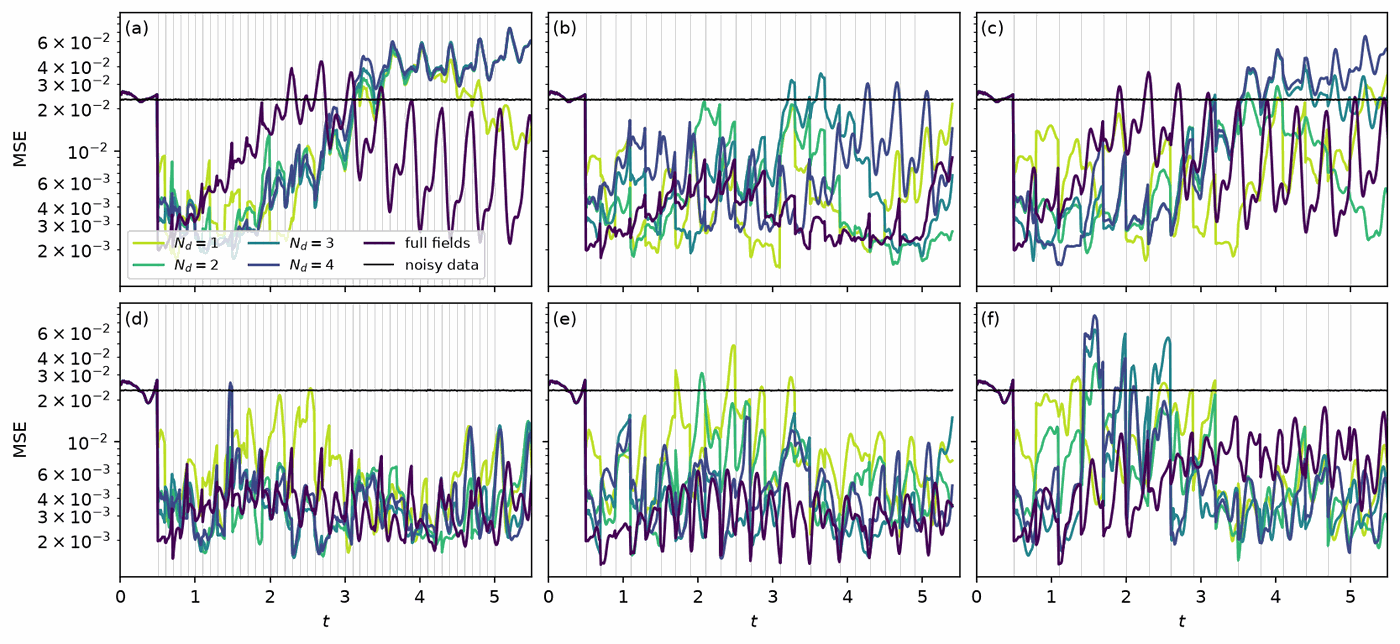 (a)
(b)
(c)
6 × 10⁻²
4 × 10⁻²
3 × 10⁻²
2 × 10⁻²
10⁻²
6 × 10⁻³
4 × 10⁻³
3 × 10⁻³
2 × 10⁻³
MSE
N_d = 1
N_d = 3
full fields
N_d = 2
N_d = 4
noisy data
(d)
(e)
(f)
6 × 10⁻²
4 × 10⁻²
3 × 10⁻²
2 × 10⁻²
10⁻²
6 × 10⁻³
4 × 10⁻³
3 × 10⁻³
2 × 10⁻³
MSE
0 1 2 3 4 5
0 1 2 3 4 5
0 1 2 3 4 5
t
t
t